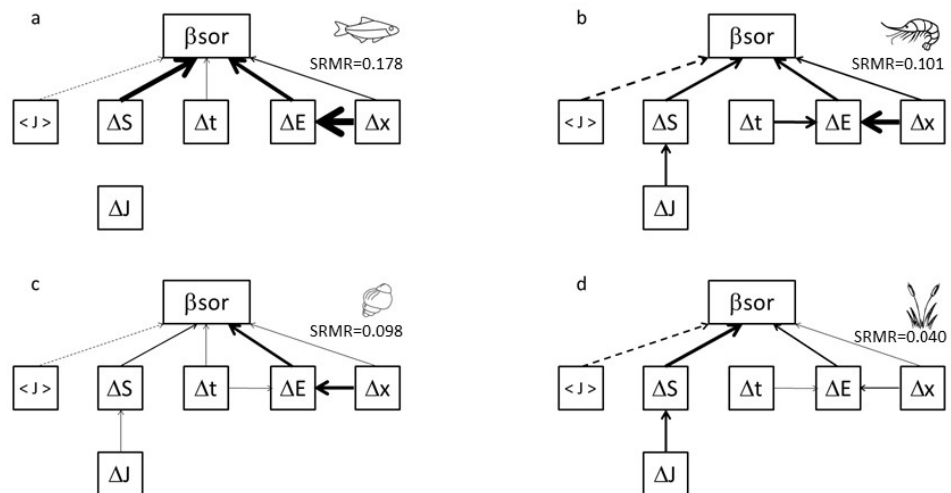 a
βsor
SRMR=0.178
<J> ΔS Δt ΔE Δx
ΔJ
b
βsor
SRMR=0.101
<J> ΔS Δt ΔE Δx
ΔJ
c
βsor
SRMR=0.098
<J> ΔS Δt ΔE Δx
ΔJ
d
βsor
SRMR=0.040
<J> ΔS Δt ΔE Δx
ΔJ